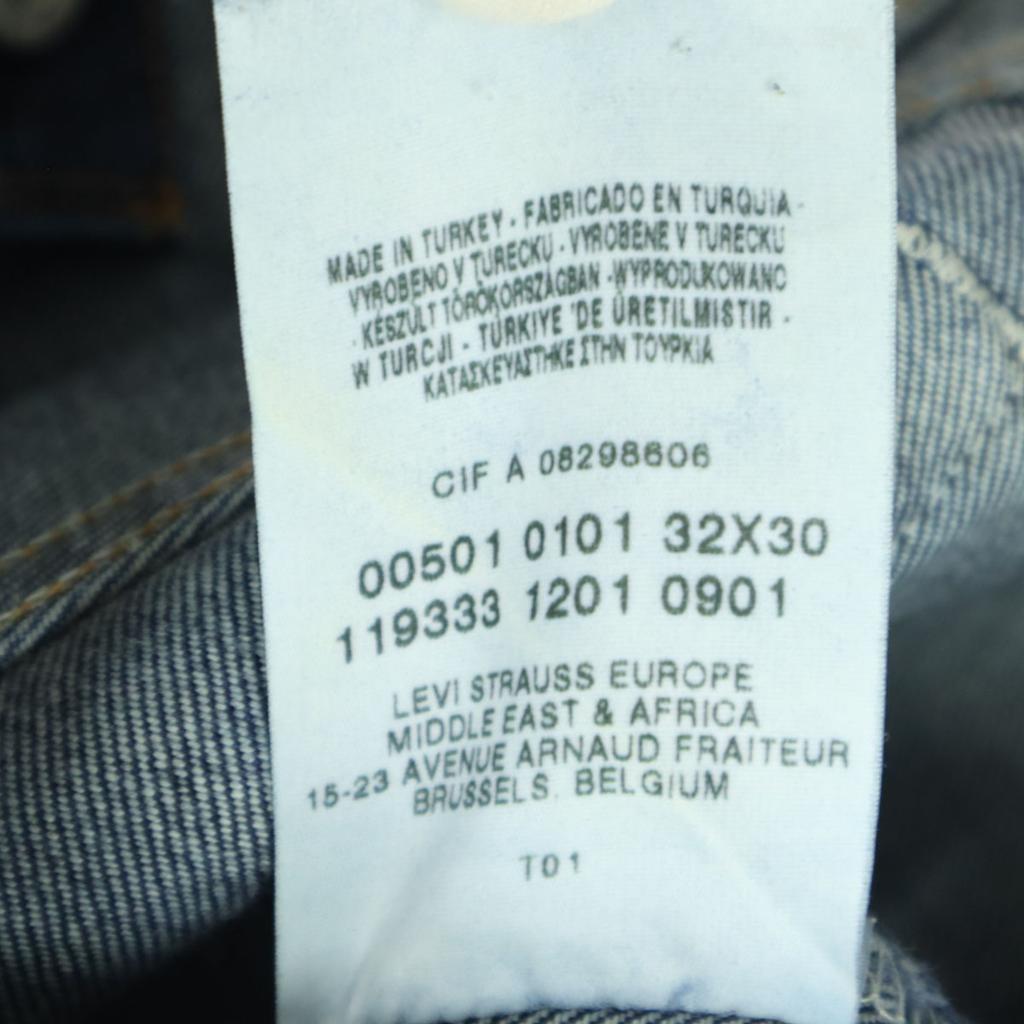 MADE IN TURKEY - FABRICADO EN TURQUIA -
VYROBENO V TURECKU - VYROBENE V TURECKU
- KÉSZÜLT TÖRÖKORSZÁGBAN - WYPRODUKOWANO
W TURCJI - TÜRKIYE 'DE ÜRETILMISTIR -
ΚΑΤΑΣΚΕΥΑΣΤΗΚΕ ΣΤΗΝ ΤΟΥΡΚΙΑ
CIF A 08298606
00501 0101 32X30
119333 1201 0901
LEVI STRAUSS EUROPE
MIDDLE EAST & AFRICA
15-23 AVENUE ARNAUD FRAITEUR
BRUSSELS. BELGIUM
T01